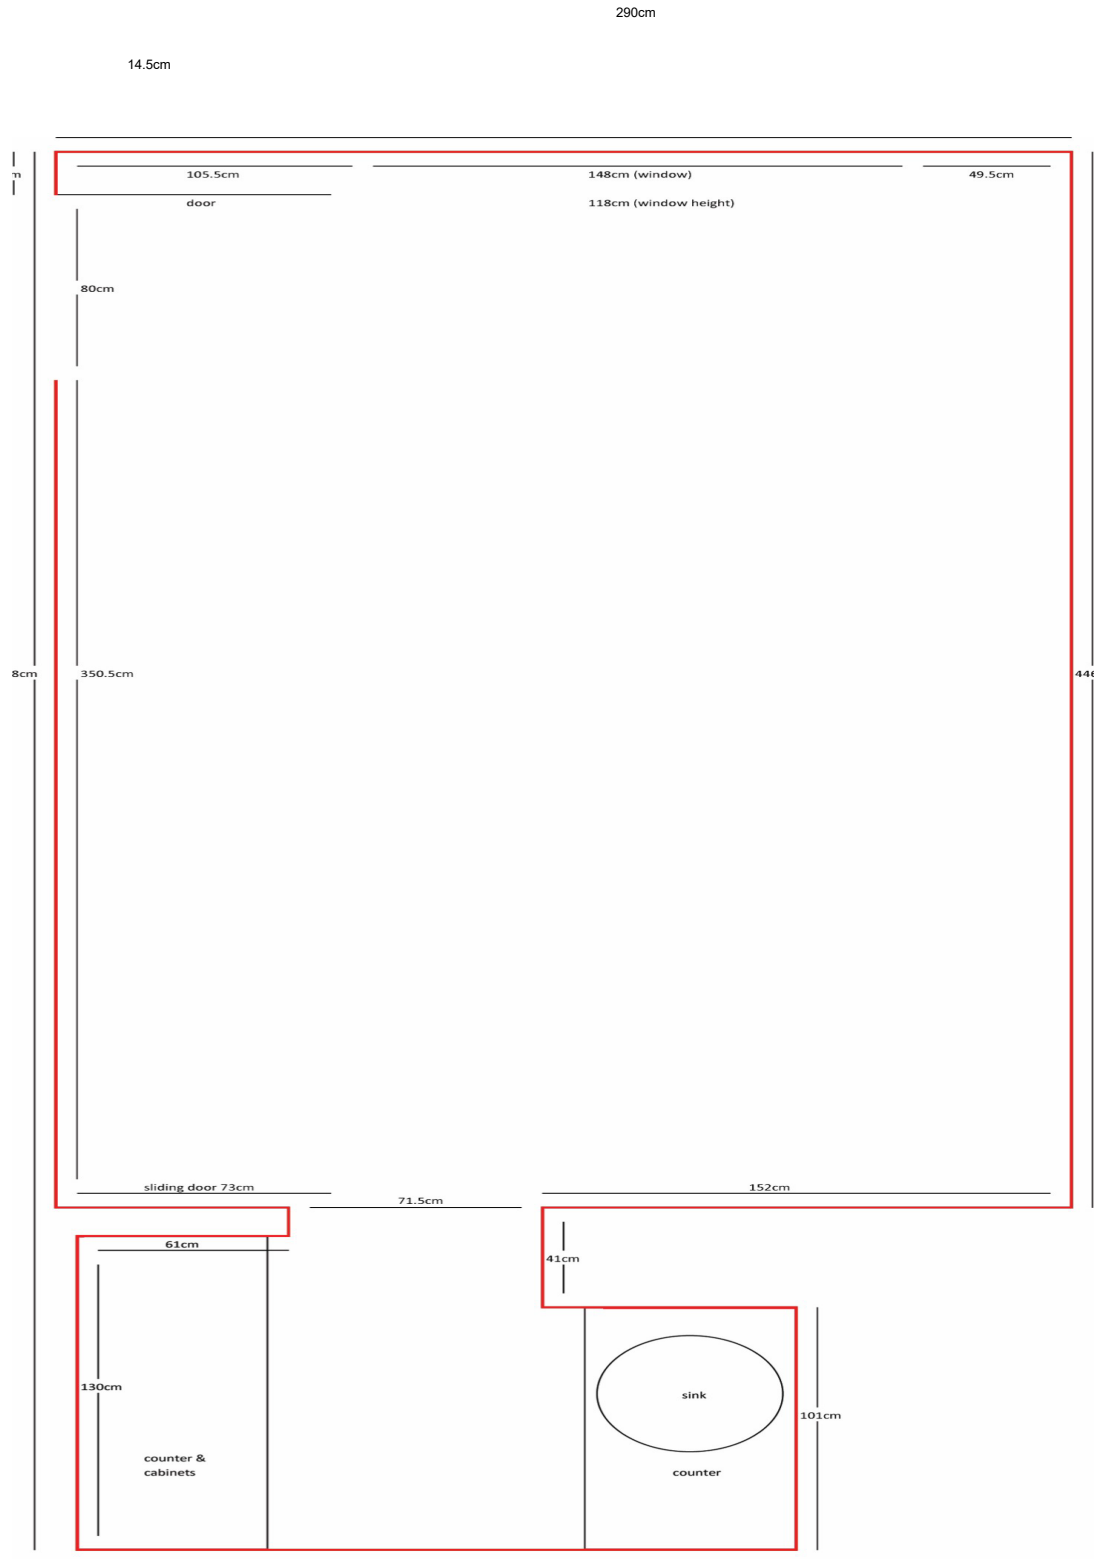 290cm
14.5cm
105.5cm
148cm (window)
49.5cm
door
118cm (window height)
80cm
8cm
350.5cm
sliding door 73cm
152cm
71.5cm
61cm
41cm
130cm
sink
101cm
counter &
cabinets
counter